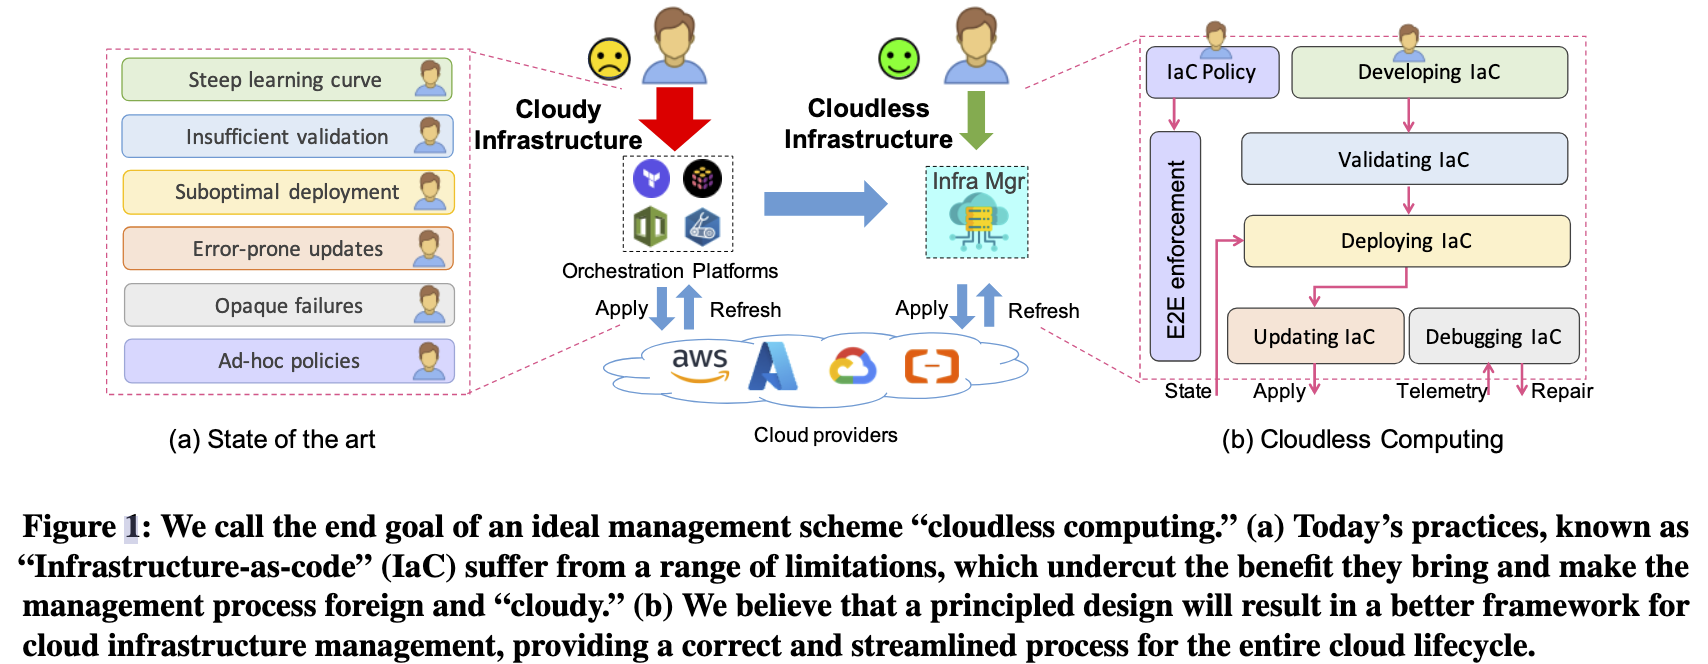 Steep learning curve
Insufficient validation
Suboptimal deployment
Error-prone updates
Opaque failures
Ad-hoc policies
(a) State of the art
Cloudy
Infrastructure
Orchestration Platforms
Apply
Refresh
Cloudless
Infrastructure
Infra Mgr
Apply
Refresh
aws
Cloud providers
IaC Policy
E2E enforcement
Developing IaC
Validating IaC
Deploying IaC
Updating IaC
Debugging IaC
State
Apply
Telemetry
Repair
(b) Cloudless Computing
Figure 1: We call the end goal of an ideal management scheme “cloudless computing.” (a) Today’s practices, known as
“Infrastructure-as-code” (IaC) suffer from a range of limitations, which undercut the benefit they bring and make the
management process foreign and “cloudy.” (b) We believe that a principled design will result in a better framework for
cloud infrastructure management, providing a correct and streamlined process for the entire cloud lifecycle.